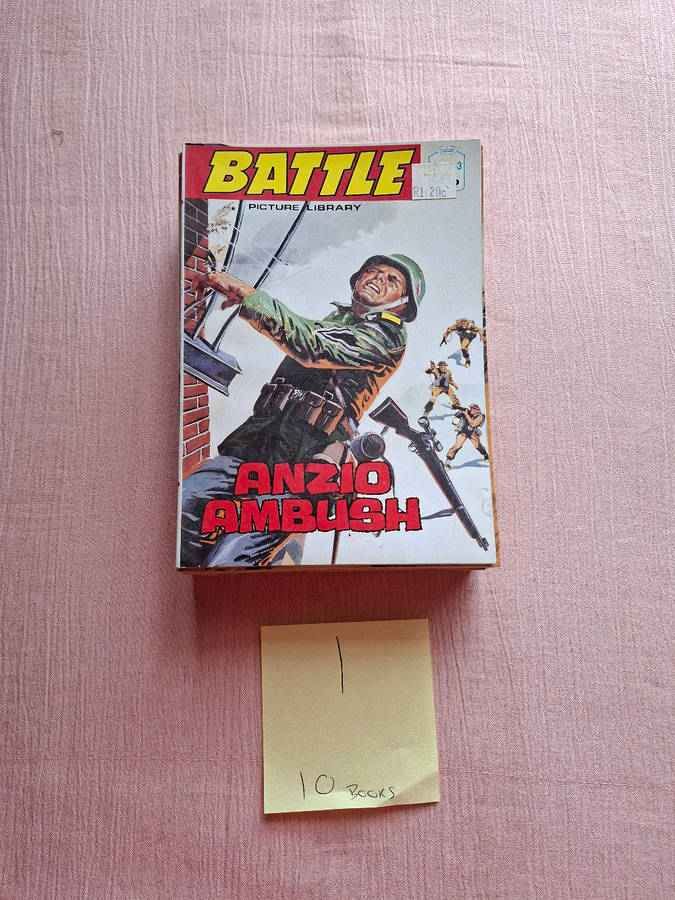 BATTLE
R1.20c
PICTURE LIBRARY
ANZIO
AMBUSH
1
10 BOOKS